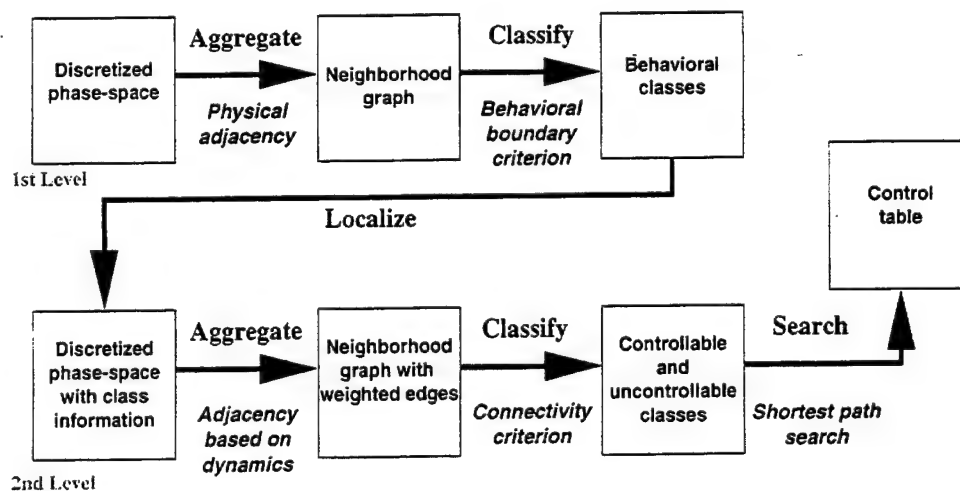 Aggregate
Classify
Discretized
phase-space
Neighborhood
graph
Behavioral
classes
Physical
adjacency
Behavioral
boundary
criterion
1st Level
Localize
Control
table
Aggregate
Classify
Search
Discretized
phase-space
with class
information
Neighborhood
graph with
weighted edges
Controllable
and
uncontrollable
classes
Adjacency
based on
dynamics
Connectivity
criterion
Shortest path
search
2nd Level